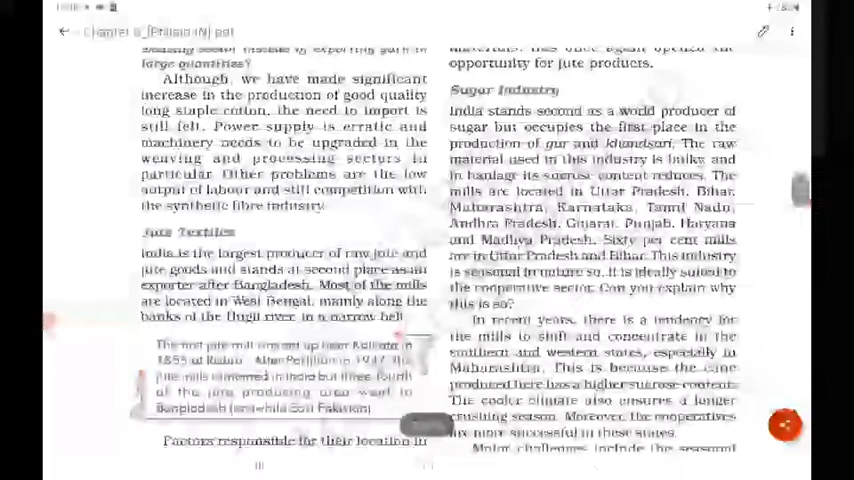 large quantities?
Although, we have made significant
increase in the production of good quality
long staple cotton, the need to import is
still felt. Power supply is erratic and
machinery needs to be upgraded in the
weaving and processing sectors in
particular. Other problems are the low
output of labour and stiff competition with
the synthetic fibre industry.
Jute Textiles
India is the largest producer of raw jute and
jute goods and stands at second place as an
exporter after Bangladesh. Most of the mills
are located in West Bengal, mainly along the
banks of the Hugli river, in a narrow belt
The first jute mill was set up near Kolkata in
1855 at Rishra. After Partition in 1947, the
jute mills remained in India but three-fourth
of the jute producing area went to
Bangladesh (erstwhile East Pakistan).
Factors responsible for their location in
opportunity for jute products.
Sugar Industry
India stands second as a world producer of
sugar but occupies the first place in the
production of gur and khandsari. The raw
material used in this industry is bulky, and
in haulage its sucrose content reduces. The
mills are located in Uttar Pradesh, Bihar,
Maharashtra, Karnataka, Tamil Nadu,
Andhra Pradesh, Gujarat, Punjab, Haryana
and Madhya Pradesh. Sixty per cent mills
are in Uttar Pradesh and Bihar. This industry
is seasonal in nature so, it is ideally suited to
the cooperative sector. Can you explain why
this is so?
In recent years, there is a tendency for
the mills to shift and concentrate in the
southern and western states, especially in
Maharashtra, This is because the cane
produced here has a higher sucrose content.
The cooler climate also ensures a longer
crushing season. Moreover, the cooperatives
are more successful in these states.
Major challenges include the seasonal